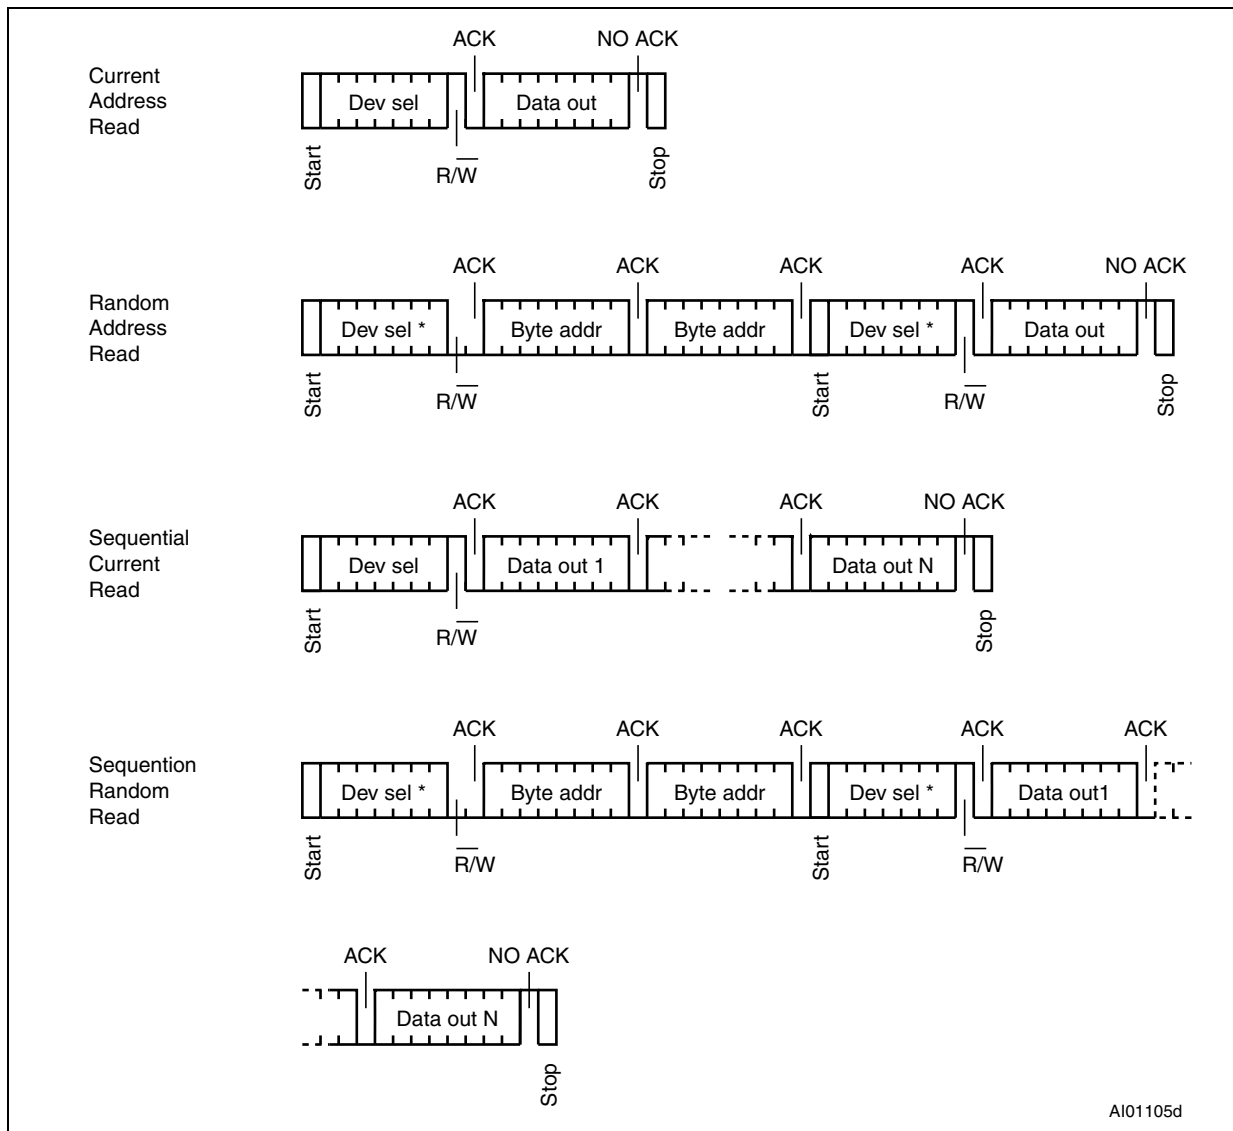 ACK NO ACK
Current
Address
Read
Dev sel Data out
Start R/W̅ Stop
ACK ACK ACK ACK NO ACK
Random
Address
Read
Dev sel * Byte addr Byte addr Dev sel * Data out
Start R/W̅ Start R/W̅ Stop
ACK ACK ACK NO ACK
Sequential
Current
Read
Dev sel Data out 1 Data out N
Start R/W̅ Stop
ACK ACK ACK ACK ACK
Sequention
Random
Read
Dev sel * Byte addr Byte addr Dev sel * Data out1
Start R̅/W Start R̅/W
ACK NO ACK
Data out N
Stop
AI01105d